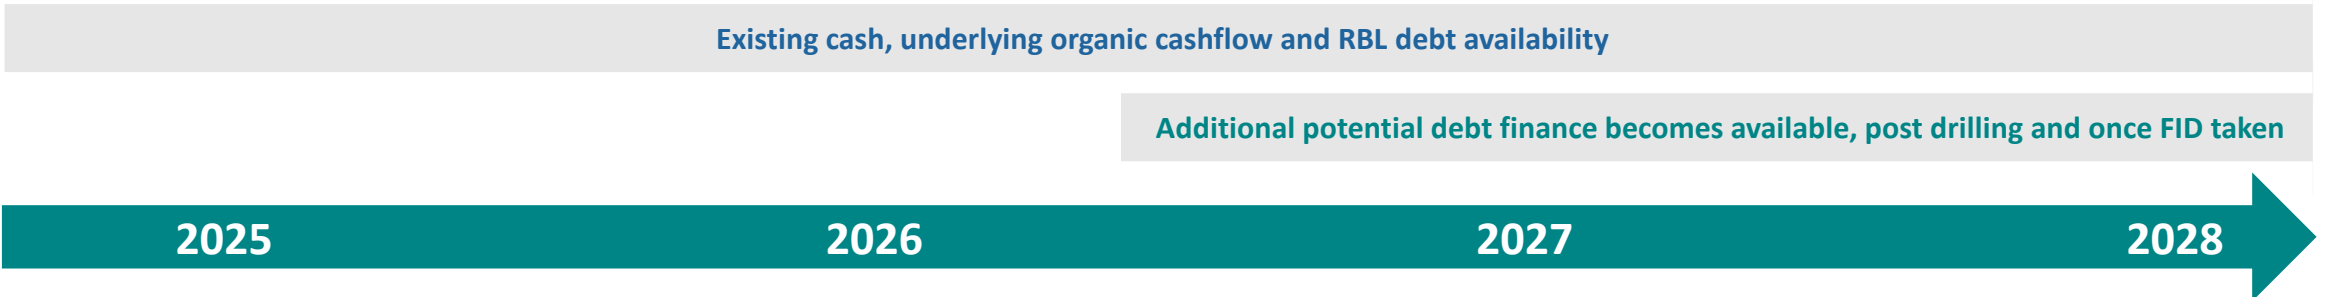 Existing cash, underlying organic cashflow and RBL debt availability
Additional potential debt finance becomes available, post drilling and once FID taken
2025 2026 2027 2028